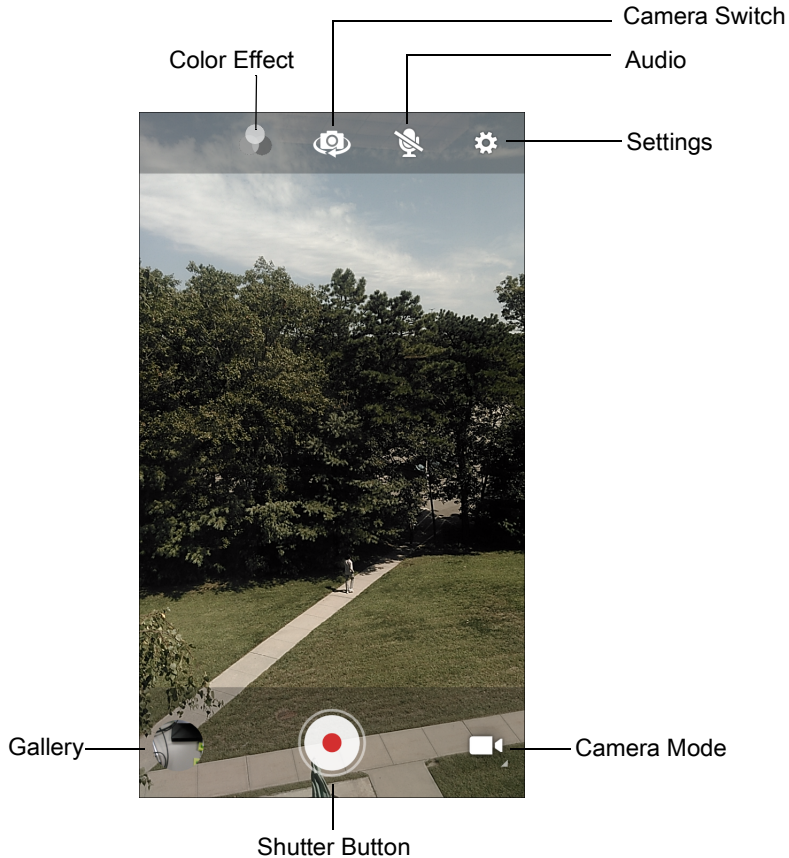 Camera Switch
Color Effect
Audio
Settings
Gallery
Camera Mode
Shutter Button